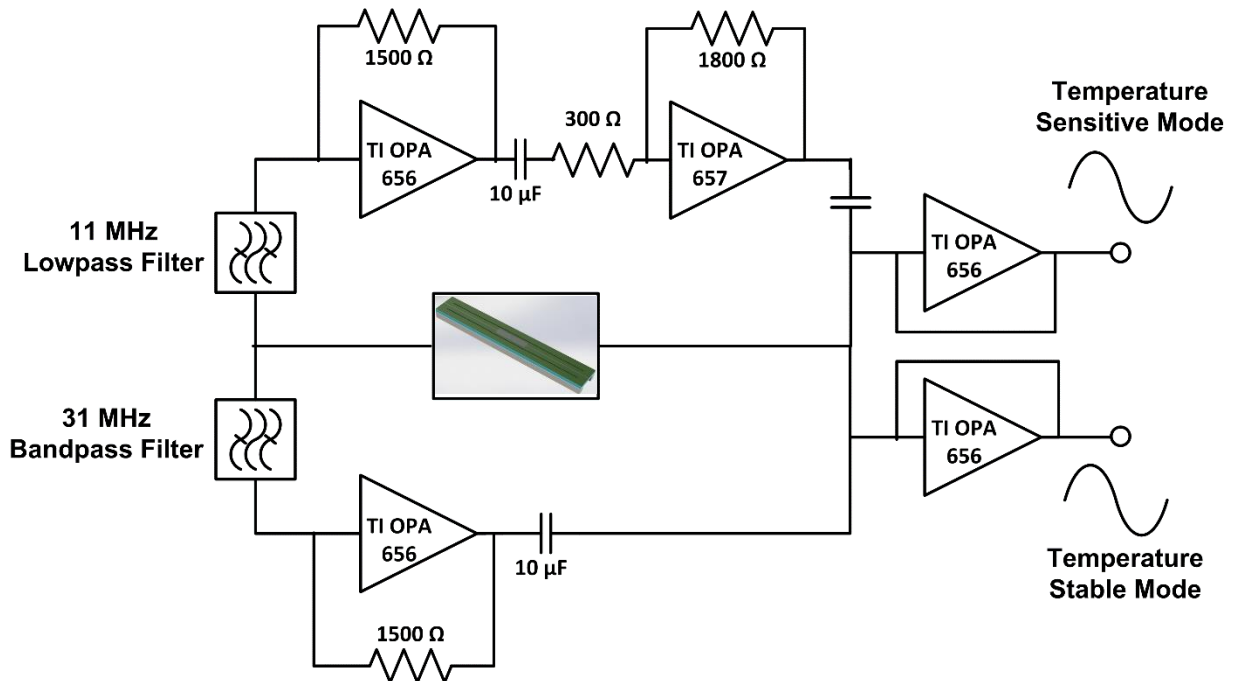 1500 Ω
TI OPA
656
10 µF
300 Ω
1800 Ω
TI OPA
657
Temperature
Sensitive Mode
TI OPA
656
11 MHz
Lowpass Filter
31 MHz
Bandpass Filter
TI OPA
656
TI OPA
656
10 µF
1500 Ω
Temperature
Stable Mode